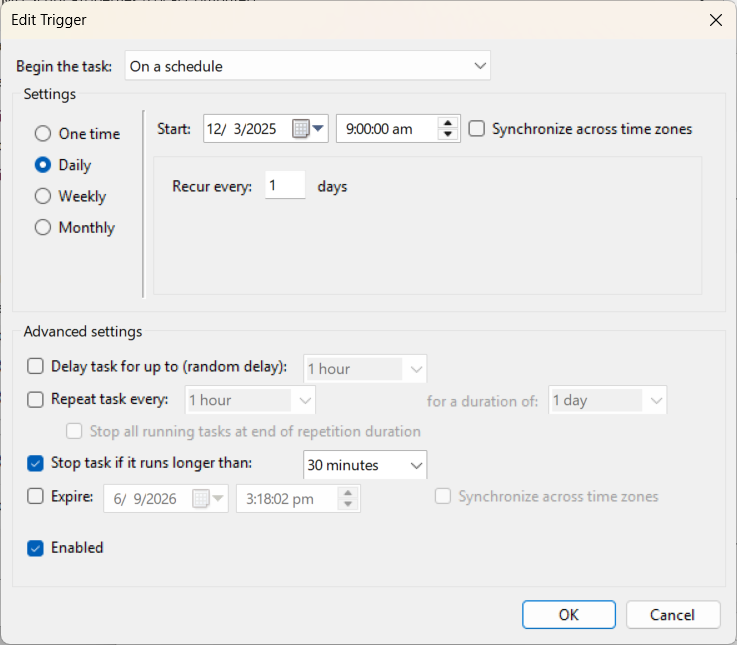 Edit Trigger
Begin the task: On a schedule
Settings
One time
Daily
Weekly
Monthly
Start: 12/ 3/2025 9:00:00 am Synchronize across time zones
Recur every: 1 days
Advanced settings
Delay task for up to (random delay): 1 hour
Repeat task every: 1 hour for a duration of: 1 day
Stop all running tasks at end of repetition duration
Stop task if it runs longer than: 30 minutes
Expire: 6/ 9/2026 3:18:02 pm Synchronize across time zones
Enabled
OK Cancel